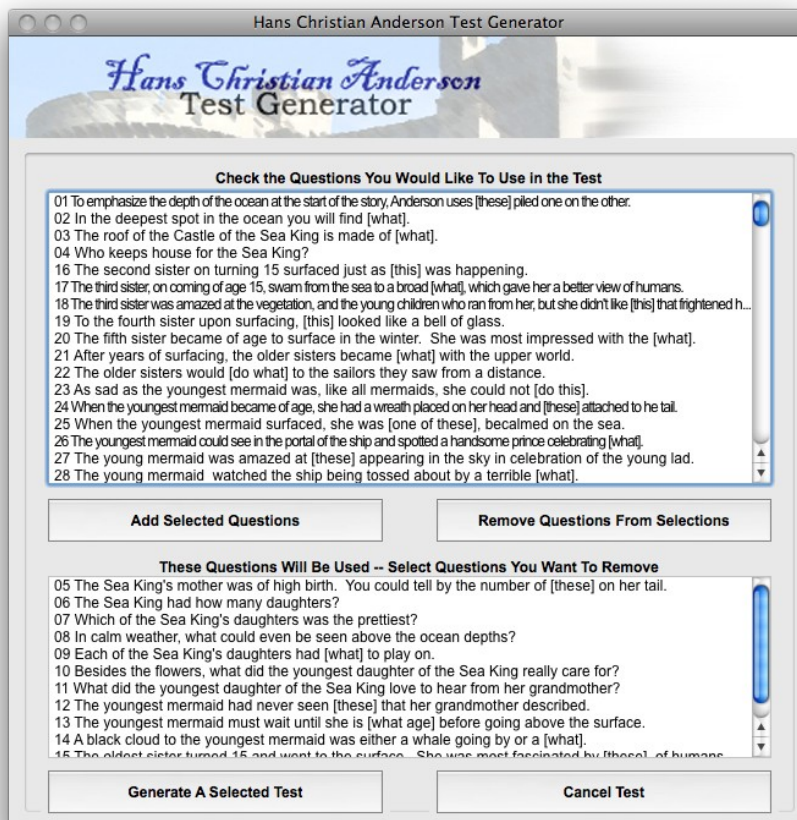 Hans Christian Anderson Test Generator
Hans Christian Anderson
Test Generator
Check the Questions You Would Like To Use in the Test
01 To emphasize the depth of the ocean at the start of the story, Anderson uses [these] piled one on the other.
02 In the deepest spot in the ocean you will find [what].
03 The roof of the Castle of the Sea King is made of [what].
04 Who keeps house for the Sea King?
16 The second sister on turning 15 surfaced just as [this] was happening.
17 The third sister, on coming of age 15, swam from the sea to a broad [what], which gave her a better view of humans.
18 The third sister was amazed at the vegetation, and the young children who ran from her, but she didn't like [this] that frightened h...
19 To the fourth sister upon surfacing, [this] looked like a bell of glass.
20 The fifth sister became of age to surface in the winter.  She was most impressed with the [what].
21 After years of surfacing, the older sisters became [what] with the upper world.
22 The older sisters would [do what] to the sailors they saw from a distance.
23 As sad as the youngest mermaid was, like all mermaids, she could not [do this].
24 When the youngest mermaid became of age, she had a wreath placed on her head and [these] attached to he tail.
25 When the youngest mermaid surfaced, she was [one of these], becalmed on the sea.
26 The youngest mermaid could see in the portal of the ship and spotted a handsome prince celebrating [what].
27 The young mermaid was amazed at [these] appearing in the sky in celebration of the young lad.
28 The young mermaid  watched the ship being tossed about by a terrible [what].
Add Selected Questions
Remove Questions From Selections
These Questions Will Be Used -- Select Questions You Want To Remove
05 The Sea King's mother was of high birth.  You could tell by the number of [these] on her tail.
06 The Sea King had how many daughters?
07 Which of the Sea King's daughters was the prettiest?
08 In calm weather, what could even be seen above the ocean depths?
09 Each of the Sea King's daughters had [what] to play on.
10 Besides the flowers, what did the youngest daughter of the Sea King really care for?
11 What did the youngest daughter of the Sea King love to hear from her grandmother?
12 The youngest mermaid had never seen [these] that her grandmother described.
13 The youngest mermaid must wait until she is [what age] before going above the surface.
14 A black cloud to the youngest mermaid was either a whale going by or a [what].
15 The oldest sister turned 15 and went to the surface.  She was most fascinated by [these], of humans.
Generate A Selected Test
Cancel Test